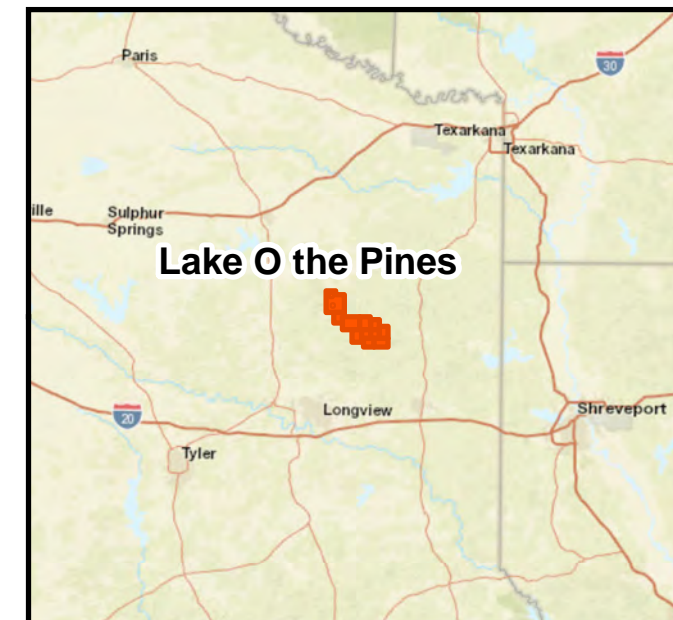 Paris
30
Texarkana
Texarkana
ille
Sulphur
Springs
Lake O the Pines
Longview
Shreveport
20
Tyler